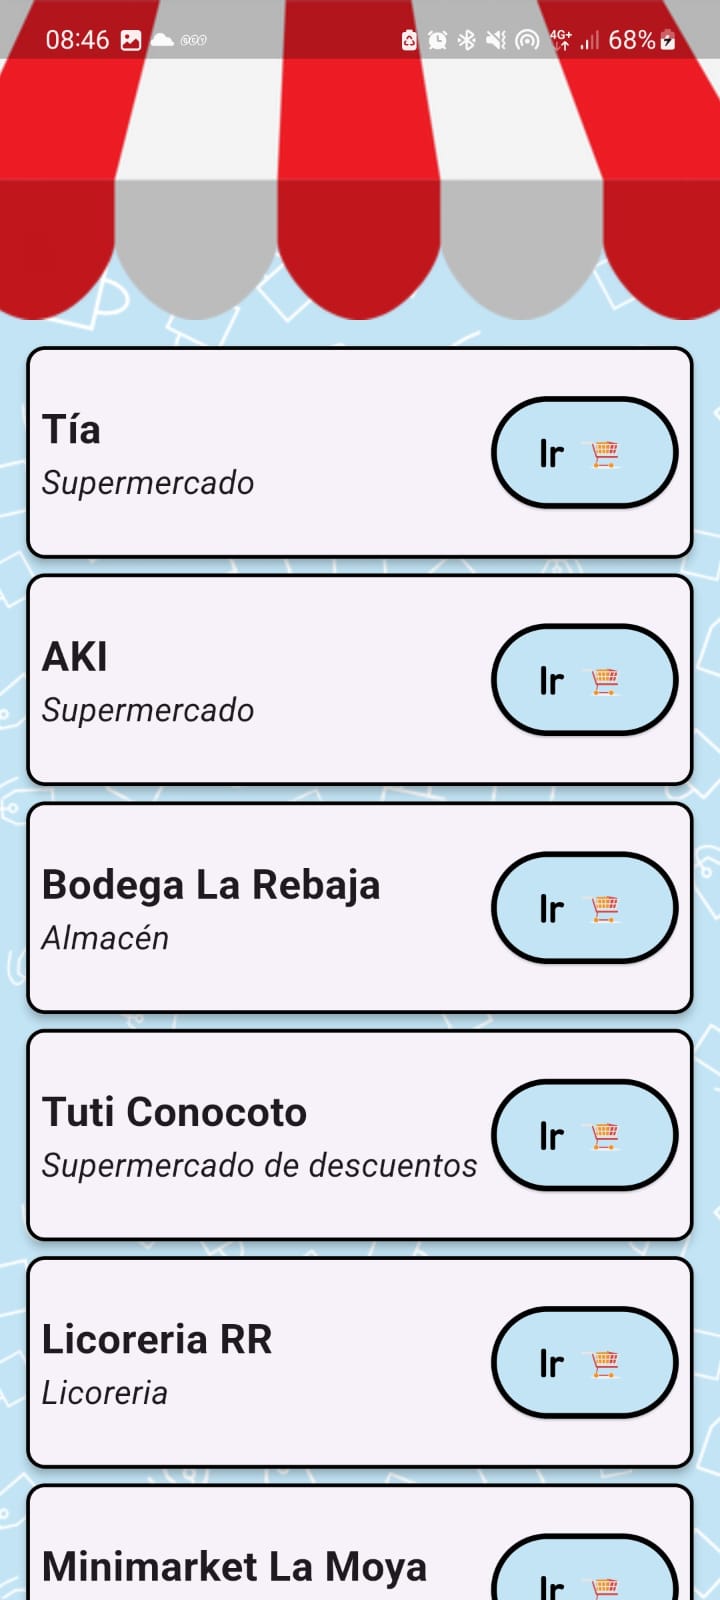 08:46 4G+ 68%
Tía
Supermercado
Ir
AKI
Supermercado
Ir
Bodega La Rebaja
Almacén
Ir
Tuti Conocoto
Supermercado de descuentos
Ir
Licoreria RR
Licoreria
Ir
Minimarket La Moya
Ir